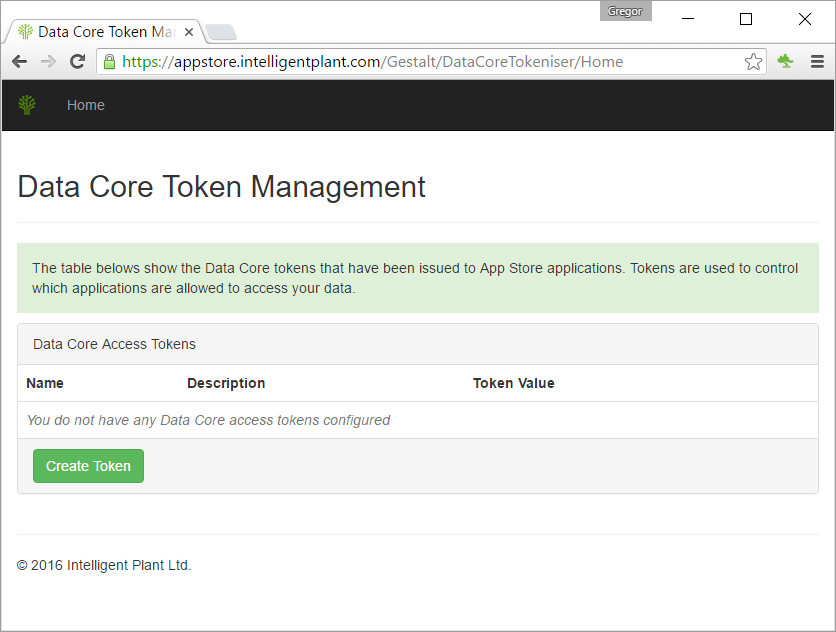 Gregor
Data Core Token Ma
https://appstore.intelligentplant.com/Gestalt/DataCoreTokeniser/Home
Home
Data Core Token Management
The table belows show the Data Core tokens that have been issued to App Store applications. Tokens are used to control
which applications are allowed to access your data.
Data Core Access Tokens
Name Description Token Value
You do not have any Data Core access tokens configured
Create Token
© 2016 Intelligent Plant Ltd.